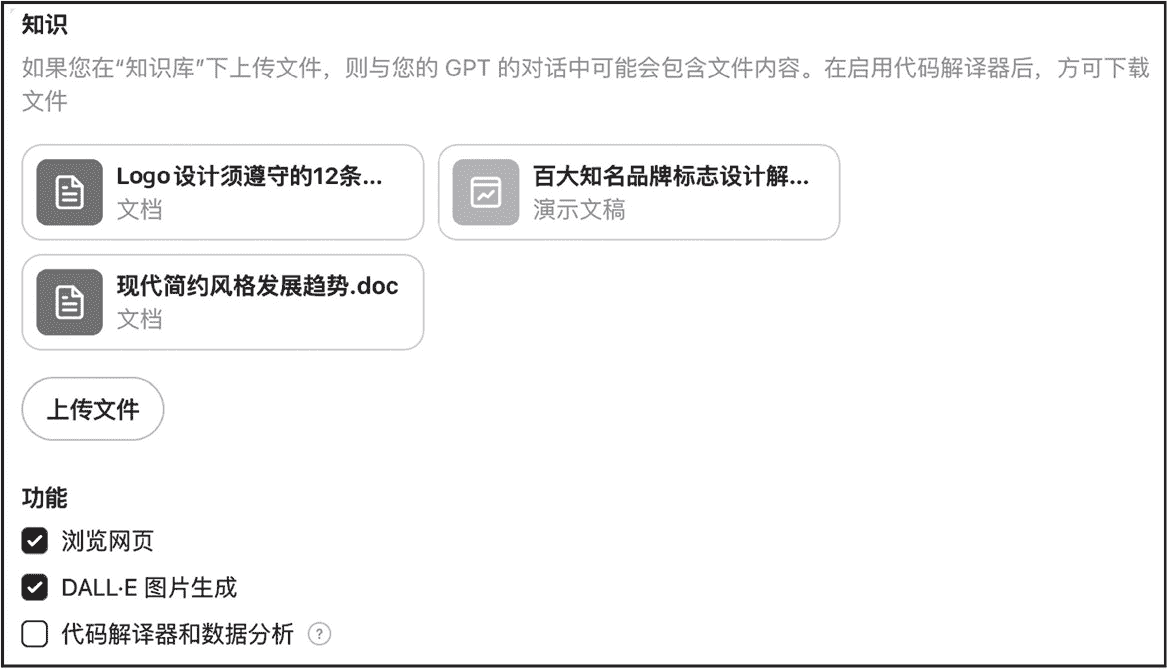 知识
如果您在“知识库”下上传文件，则与您的 GPT 的对话中可能会包含文件内容。在启用代码解释器后，方可下载
文件
Logo设计须遵守的12条...
文档
百大知名品牌标志设计解...
演示文稿
现代简约风格发展趋势.doc
文档
上传文件
功能
浏览网页
DALL·E 图片生成
代码解释器和数据分析 ?